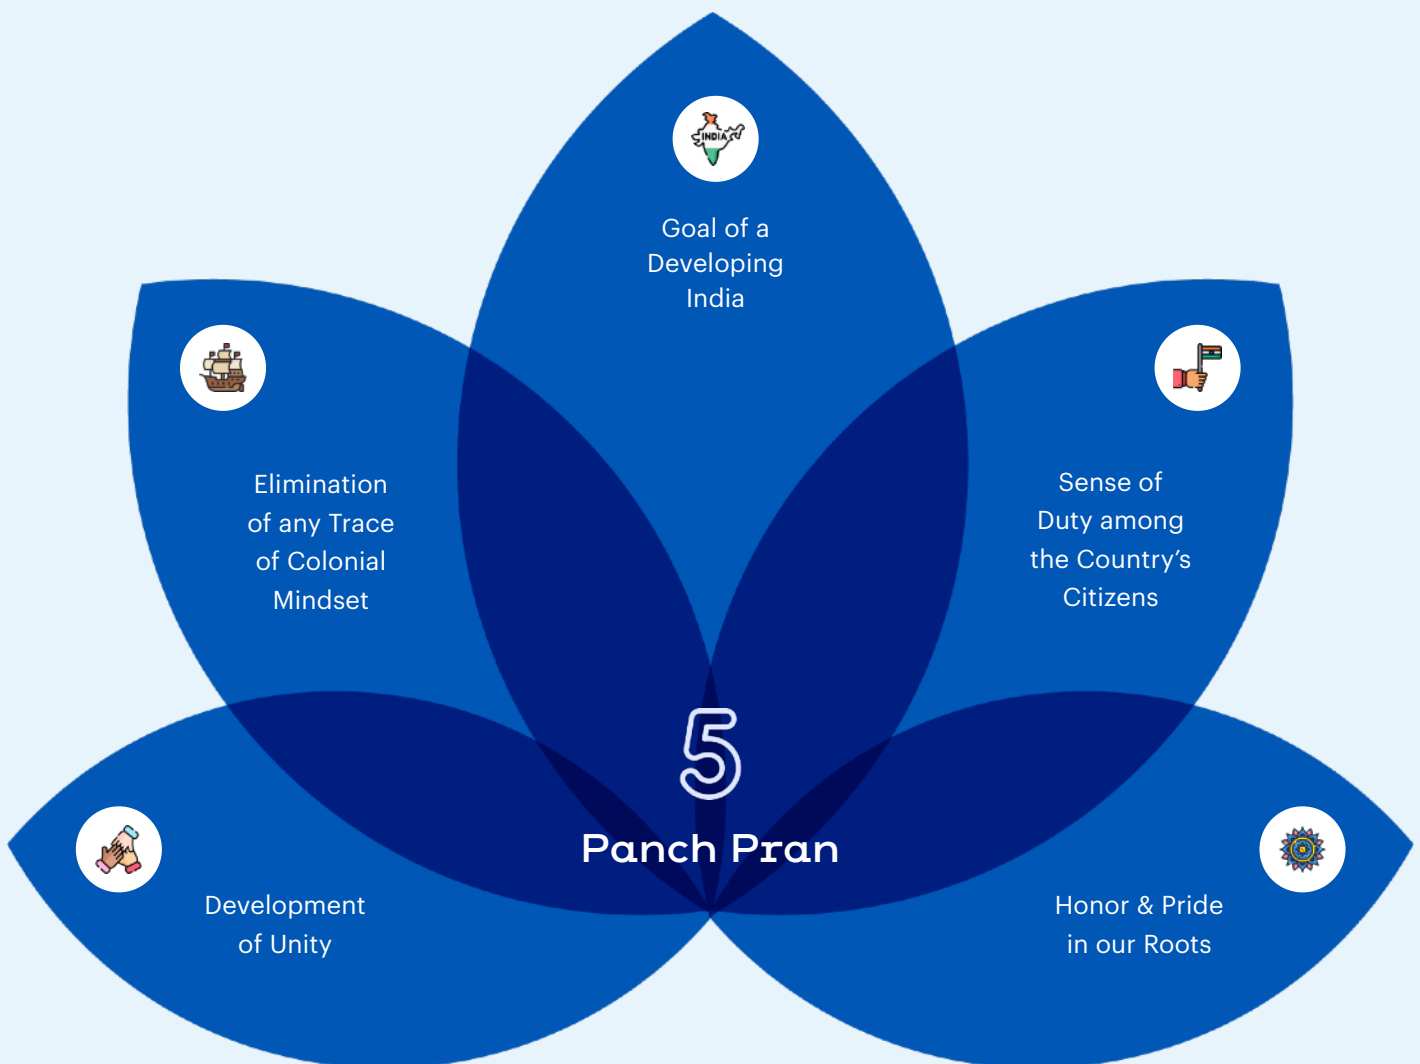 INDIA
Goal of a
Developing
India
Elimination
of any Trace
of Colonial
Mindset
Sense of
Duty among
the Country’s
Citizens
5
Panch Pran
Development
of Unity
Honor & Pride
in our Roots